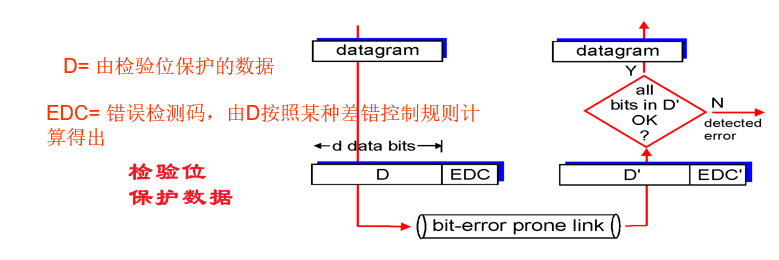 D= 由检验位保护的数据
EDC= 错误检测码，由D按照某种差错控制规则计
算得出
检验位
保护数据
datagram
d data bits
D
EDC
bit-error prone link
datagram
Y
all
bits in D'
OK
?
N
detected
error
D'
EDC'